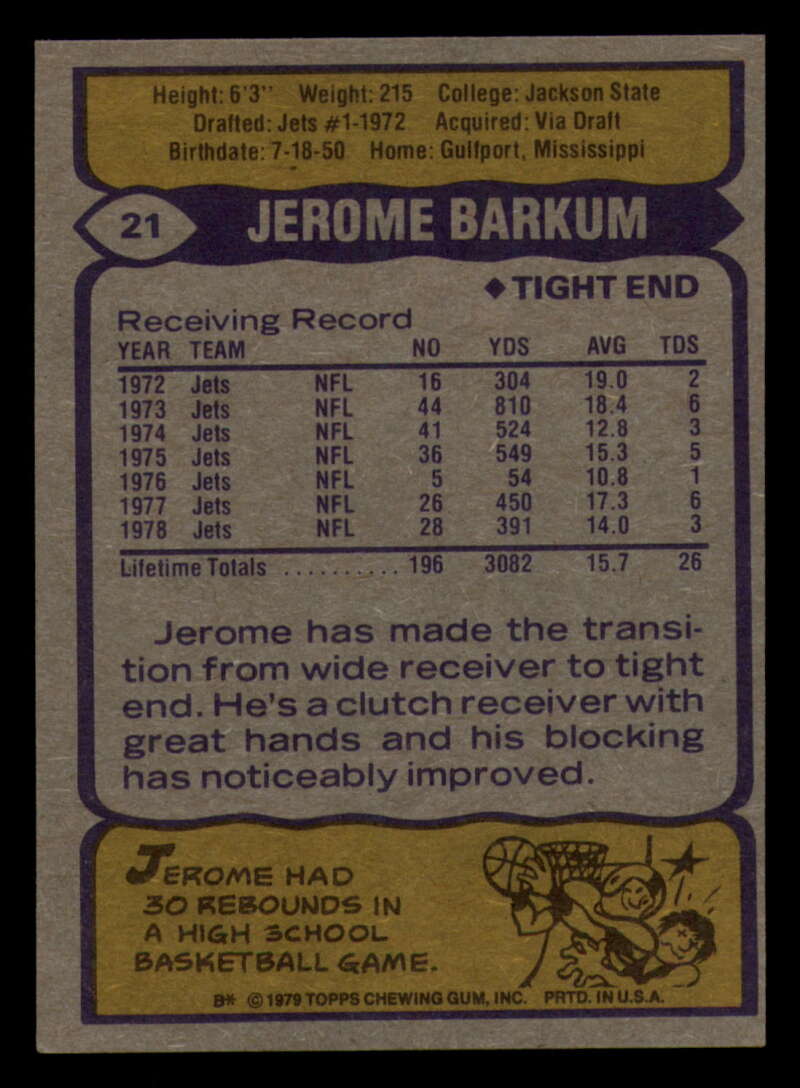 Height: 6'3" Weight: 215 College: Jackson State
Drafted: Jets #1-1972 Acquired: Via Draft
Birthdate: 7-18-50 Home: Gulfport, Mississippi
21 JEROME BARKUM
♦ TIGHT END
Receiving Record
YEAR TEAM NO YDS AVG TDS
1972 Jets NFL 16 304 19.0 2
1973 Jets NFL 44 810 18.4 6
1974 Jets NFL 41 524 12.8 3
1975 Jets NFL 36 549 15.3 5
1976 Jets NFL 5 54 10.8 1
1977 Jets NFL 26 450 17.3 6
1978 Jets NFL 28 391 14.0 3
Lifetime Totals .......... 196 3082 15.7 26
Jerome has made the transi-
tion from wide receiver to tight
end. He's a clutch receiver with
great hands and his blocking
has noticeably improved.
JEROME HAD
30 REBOUNDS IN
A HIGH SCHOOL
BASKETBALL GAME.
B* © 1979 TOPPS CHEWING GUM, INC. PRTD. IN U.S.A.